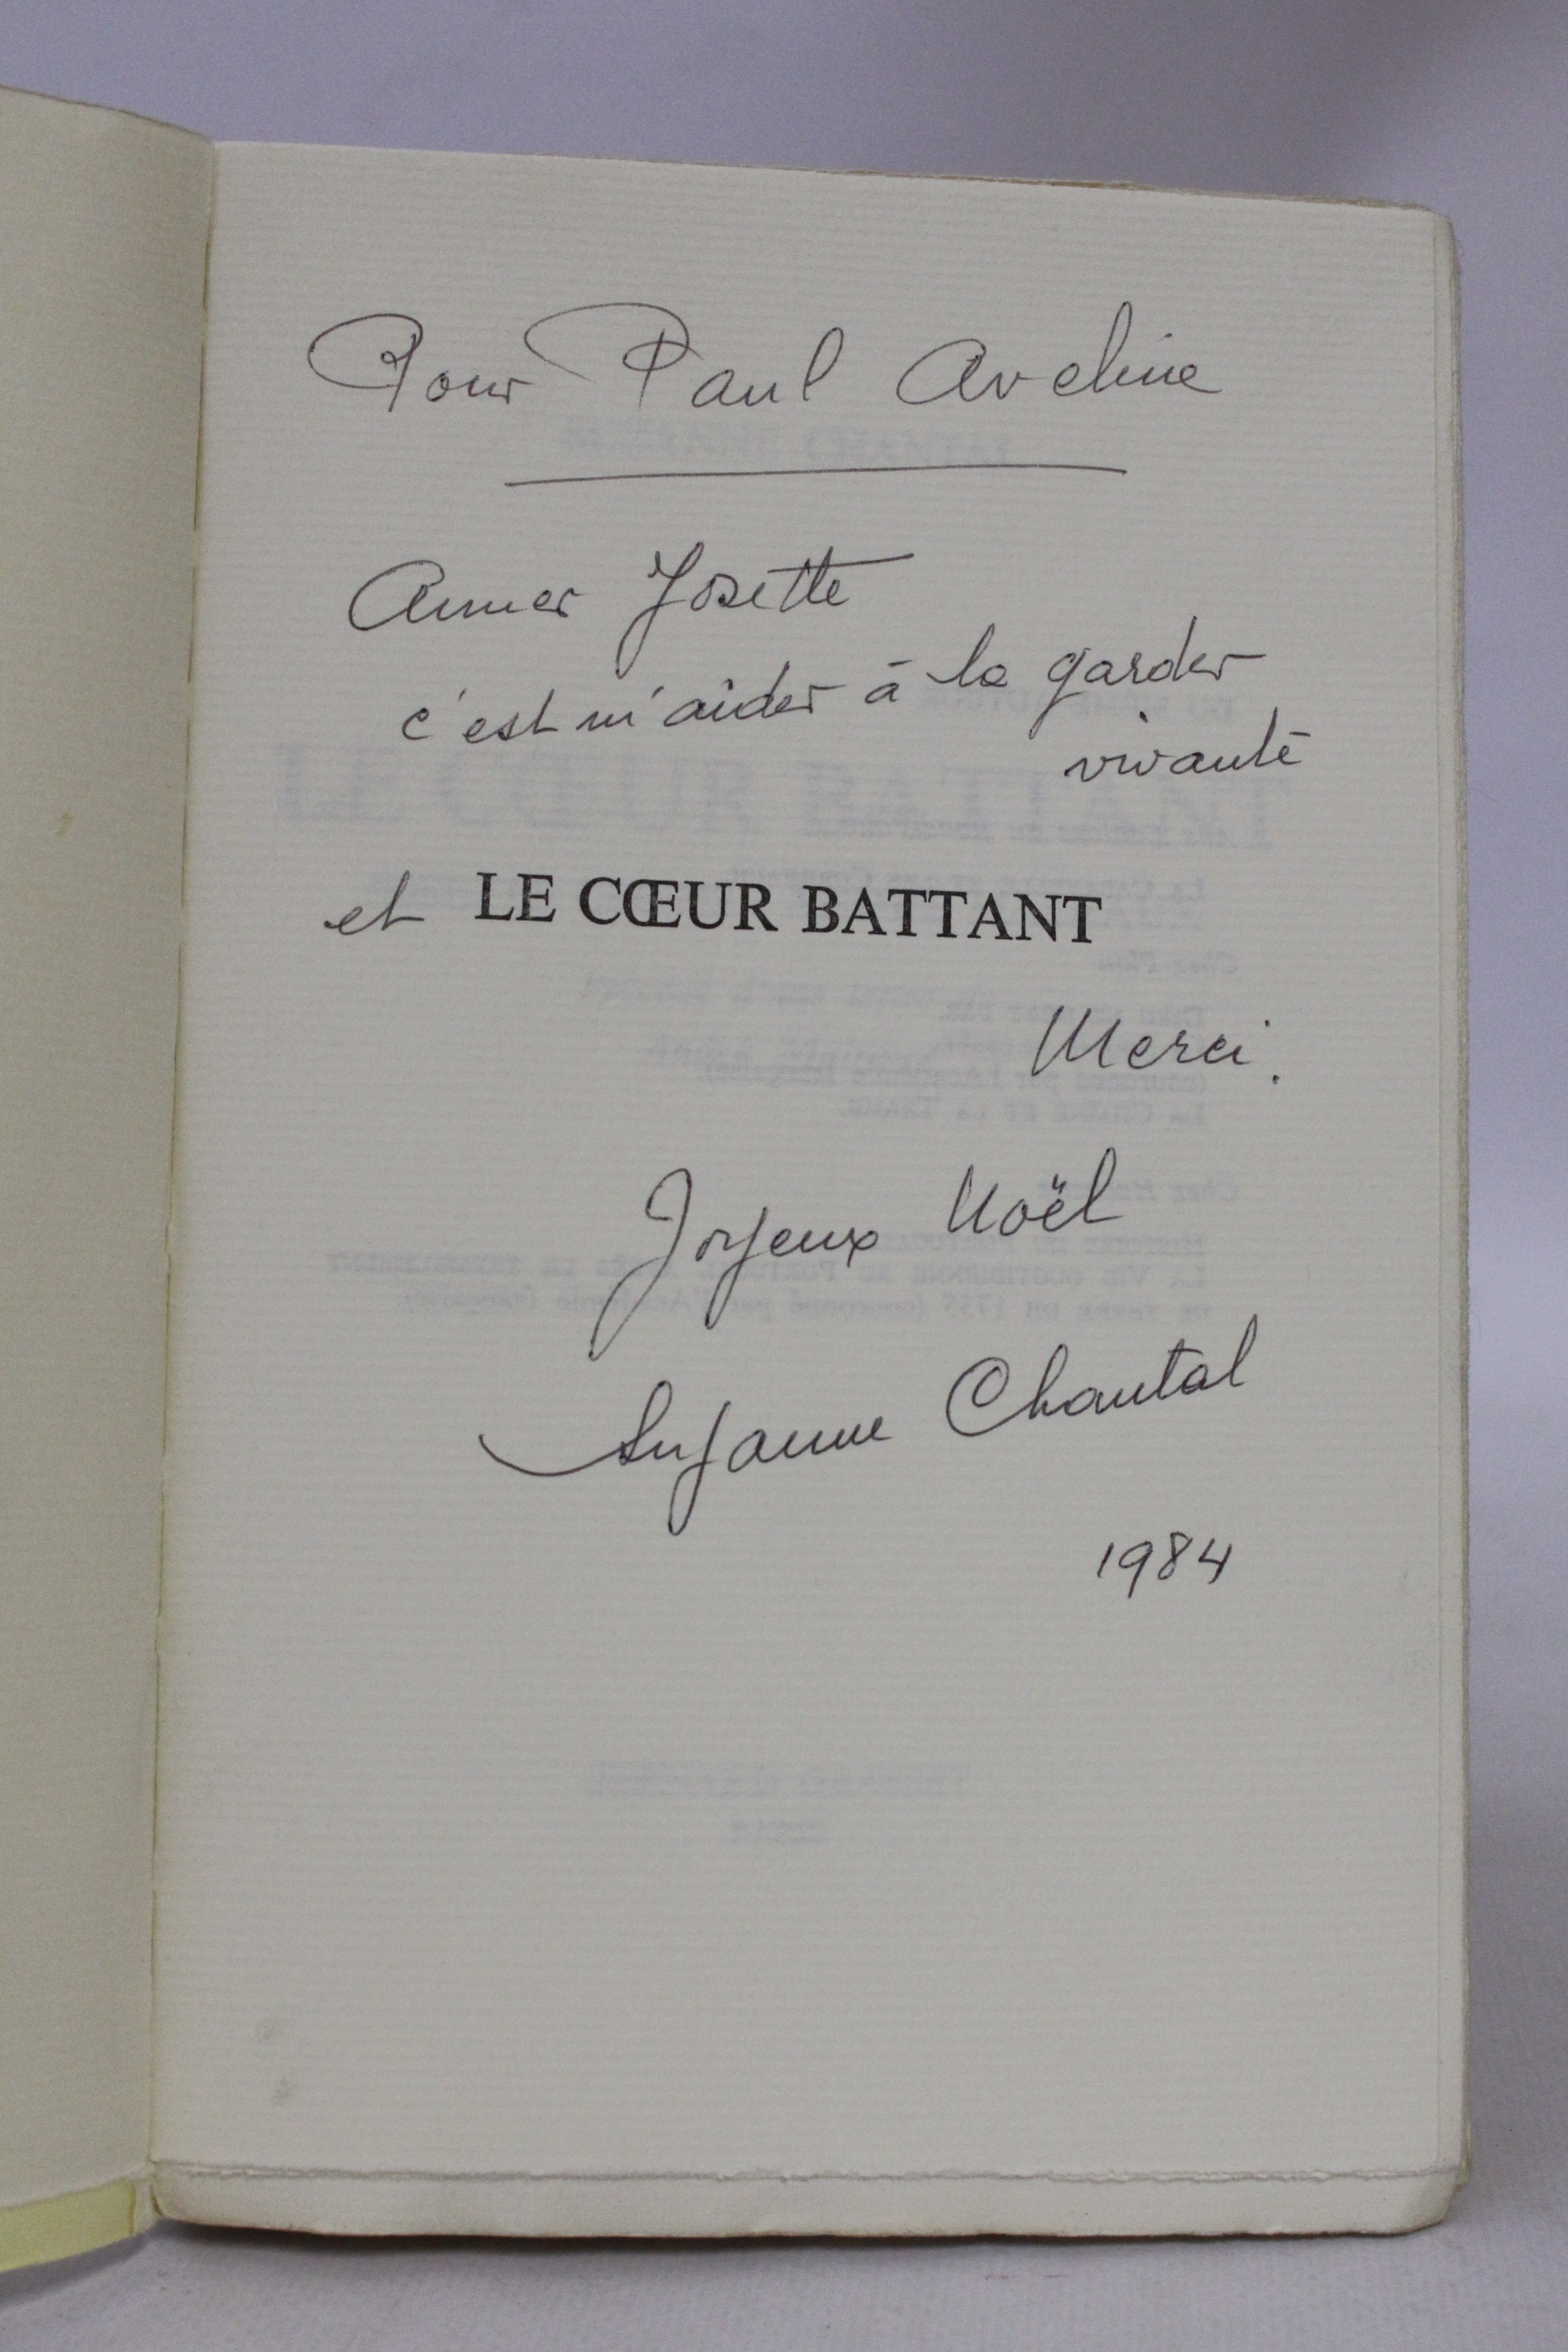 Pour Paul Aveline
Aimer Josette
c'est m'aider à la garder
vivante
et LE CŒUR BATTANT
Merci.
Joyeux Noël
Suzanne Chantal
1984